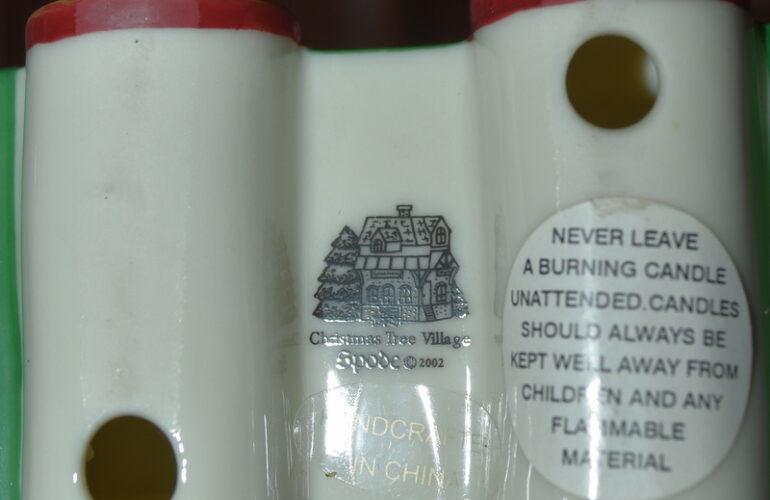 Christmas Tree Village
Spode © 2002
NDCRAF
IN CHINA
NEVER LEAVE
A BURNING CANDLE
UNATTENDED.CANDLES
SHOULD ALWAYS BE
KEPT WELL AWAY FROM
CHILDREN AND ANY
FLAMMABLE
MATERIAL